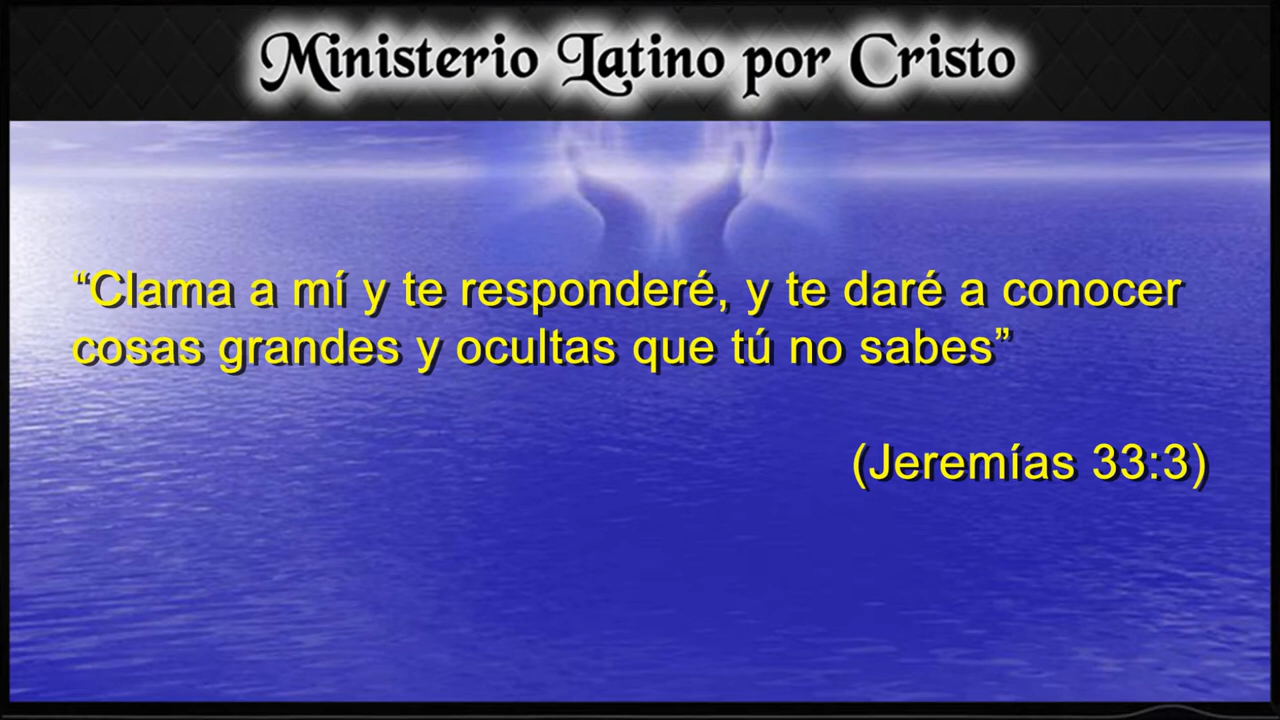 Ministerio Latino por Cristo
“Clama a mí y te responderé, y te daré a conocer
cosas grandes y ocultas que tú no sabes”
(Jeremías 33:3)